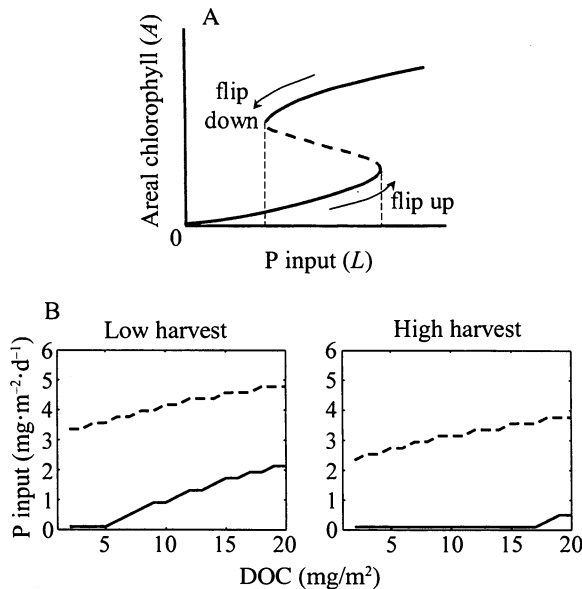 A
Areal chlorophyll (A)
flip
down
flip up
0
P input (L)
B
Low harvest
High harvest
P input (mg·m⁻²·d⁻¹)
6
5
4
3
2
1
0
5
10
15
20
6
5
4
3
2
1
0
5
10
15
20
DOC (mg/m²)